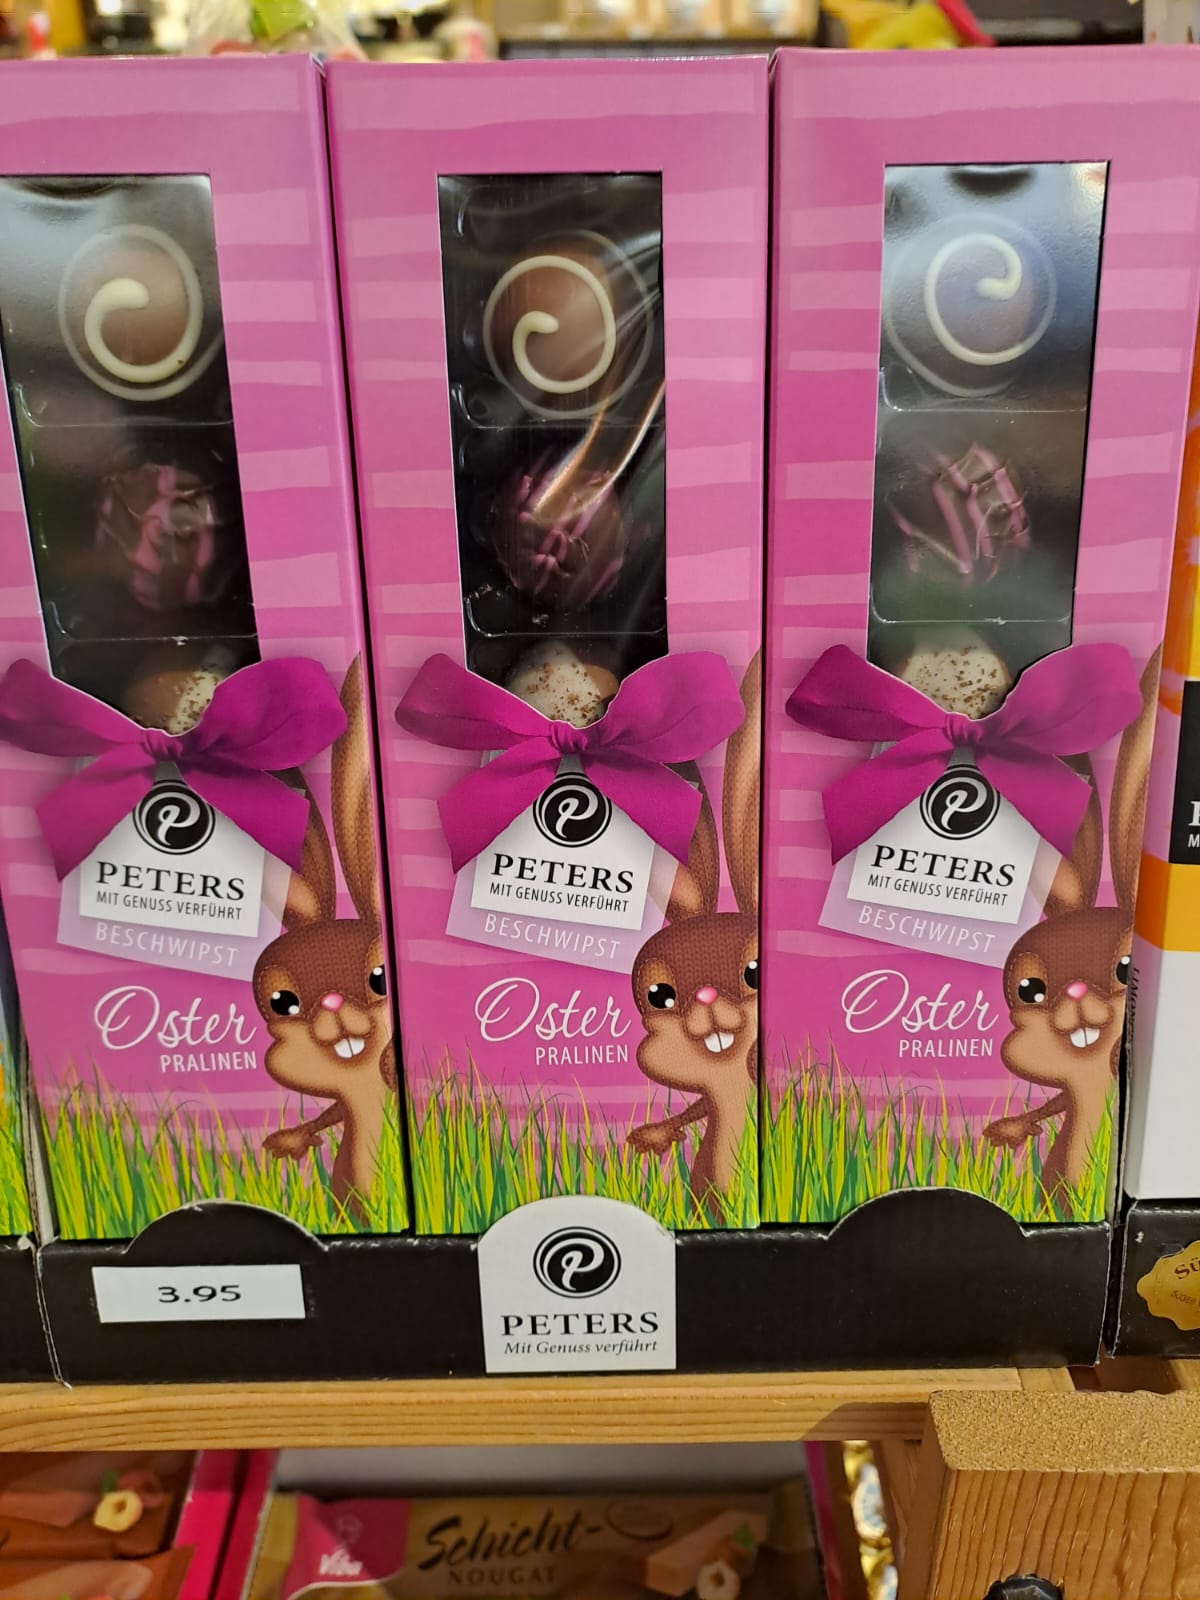 PETERS
MIT GENUSS VERFÜHRT
BESCHWIPST
Oster
PRALINEN
PETERS
MIT GENUSS VERFÜHRT
BESCHWIPST
Oster
PRALINEN
PETERS
MIT GENUSS VERFÜHRT
BESCHWIPST
Oster
PRALINEN
3.95
PETERS
Mit Genuss verführt
Viba
Schicht-
NOUGAT